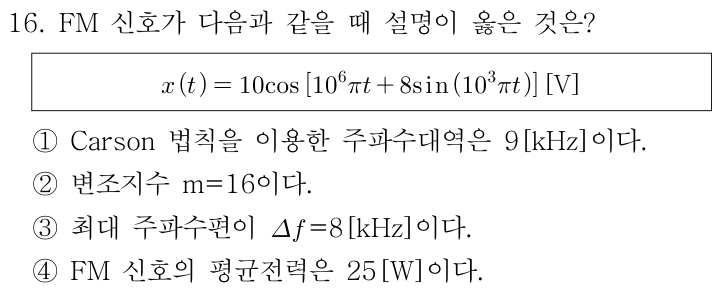 16. FM 신호가 다음과 같을 때 설명이 옳은 것은?
x(t) = 10cos [10⁶πt + 8sin (10³πt)] [V]
① Carson 법칙을 이용한 주파수대역은 9[kHz]이다.
② 변조지수 m=16이다.
③ 최대 주파수편이 Δf=8[kHz]이다.
④ FM 신호의 평균전력은 25[W]이다.